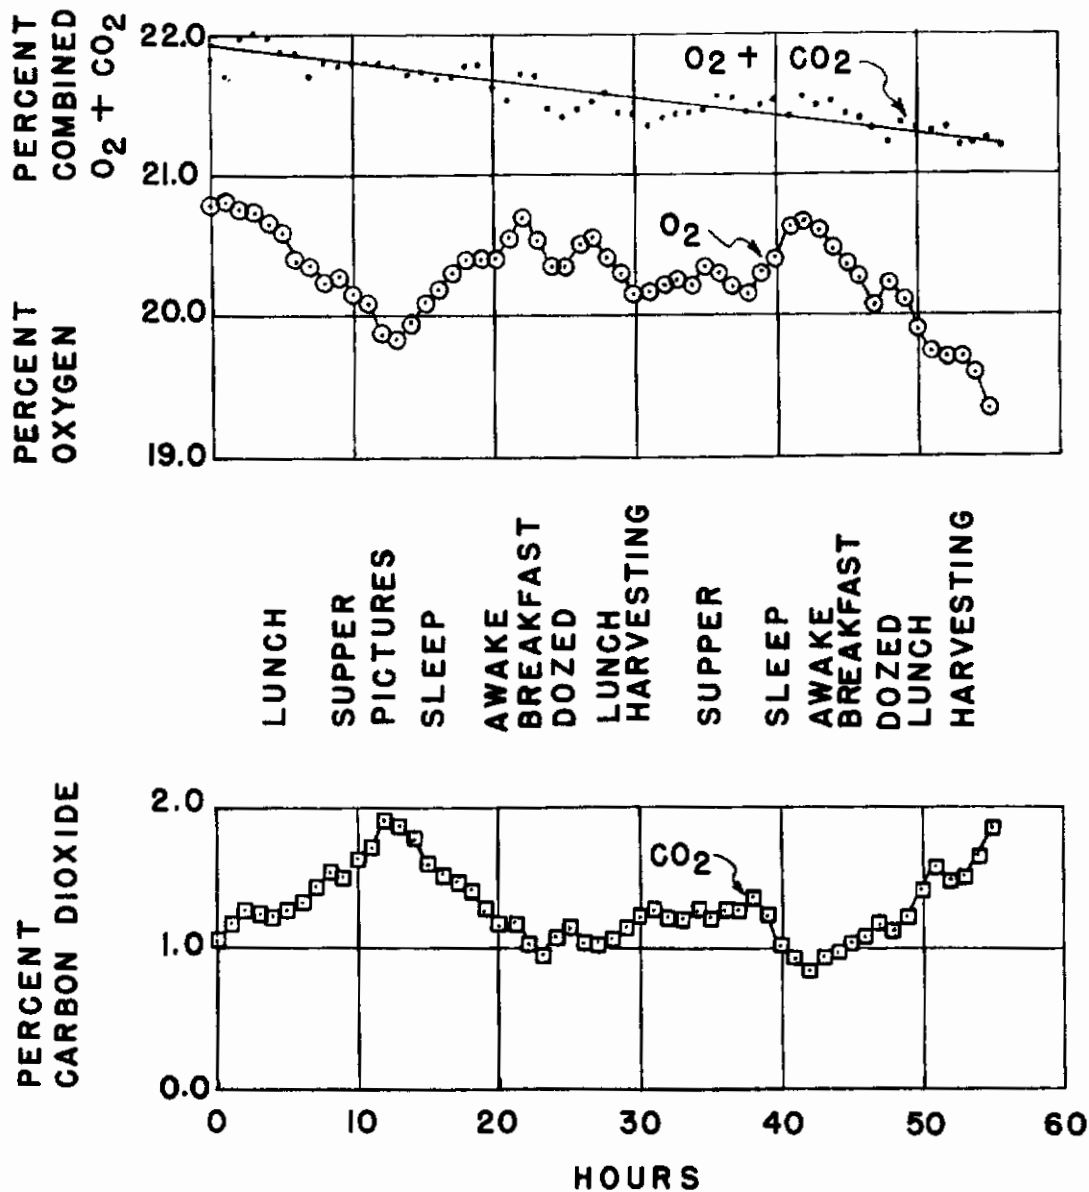 PERCENT
COMBINED
O₂ + CO₂
22.0
21.0
O₂ + CO₂
O₂
PERCENT
OXYGEN
20.0
19.0
LUNCH
SUPPER
PICTURES
SLEEP
AWAKE
BREAKFAST
DOZED
LUNCH
HARVESTING
SUPPER
SLEEP
AWAKE
BREAKFAST
DOZED
LUNCH
HARVESTING
PERCENT
CARBON DIOXIDE
2.0
1.0
0.0
CO₂
0 10 20 30 40 50 60
HOURS